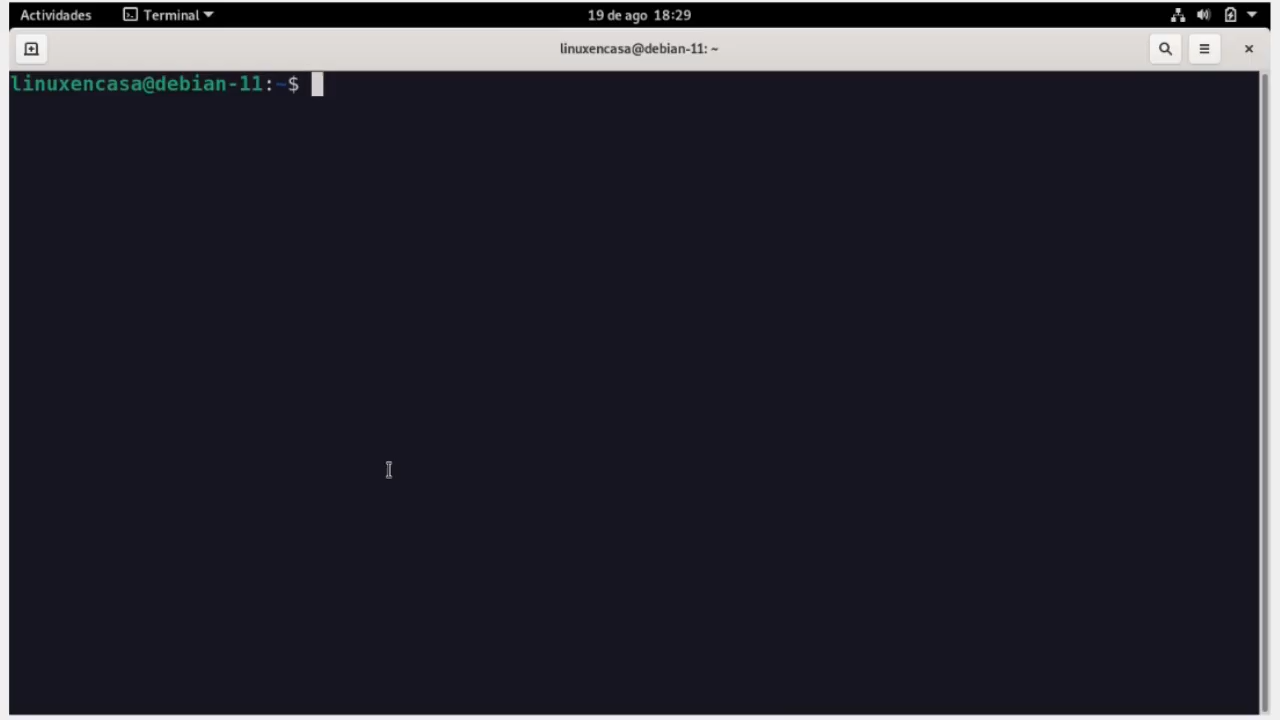 Actividades Terminal 19 de ago 18:29
linuxencasa@debian-11: ~
linuxencasa@debian-11:~$